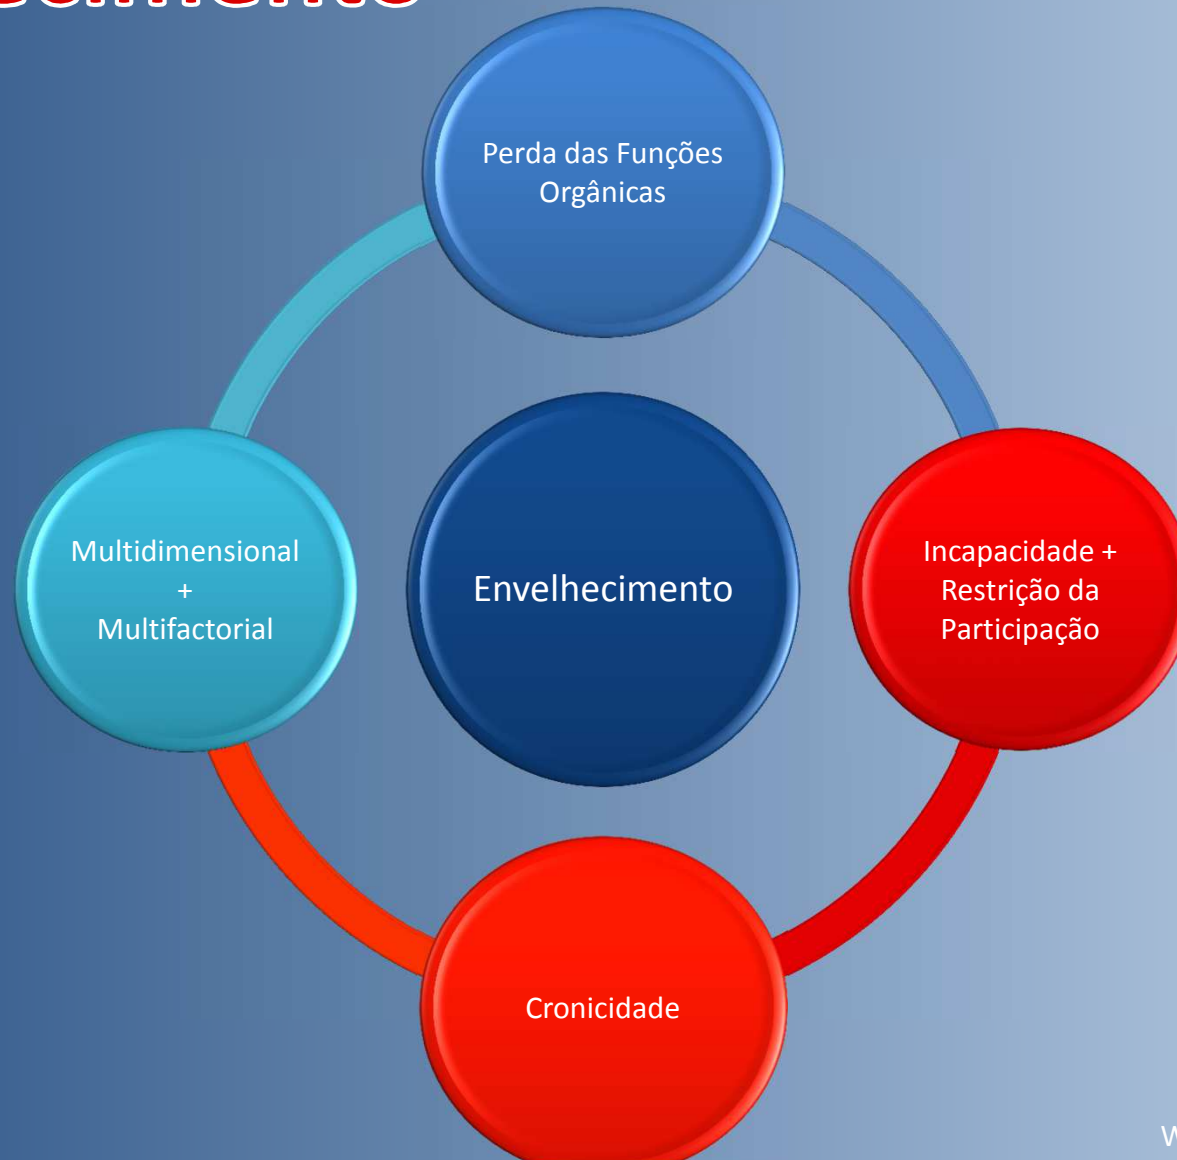 Perda das Funções
Orgânicas
Multidimensional
+
Multifactorial
Envelhecimento
Incapacidade +
Restrição da
Participação
Cronicidade